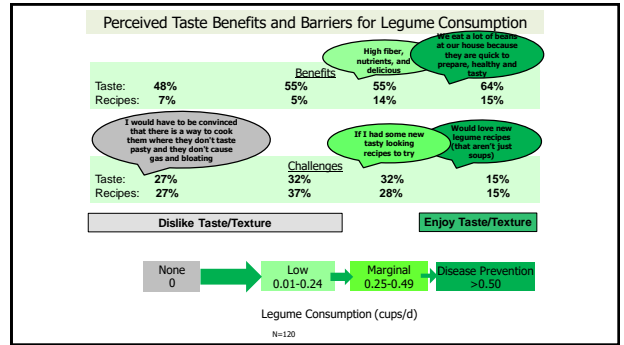 Perceived Taste Benefits and Barriers for Legume Consumption
High fiber,
nutrients, and
delicious
We eat a lot of beans
at our house because
they are quick to
prepare, healthy and
tasty
Benefits
Taste: 48% 55% 55% 64%
Recipes: 7% 5% 14% 15%
I would have to be convinced
that there is a way to cook
them where they don't taste
pasty and they don't cause
gas and bloating
If I had some new
tasty looking
recipes to try
Would love new
legume recipes
(that aren't just
soups)
Challenges
Taste: 27% 32% 32% 15%
Recipes: 27% 37% 28% 15%
Dislike Taste/Texture
Enjoy Taste/Texture
None
0
Low
0.01-0.24
Marginal
0.25-0.49
Disease Prevention
>0.50
Legume Consumption (cups/d)
N=120